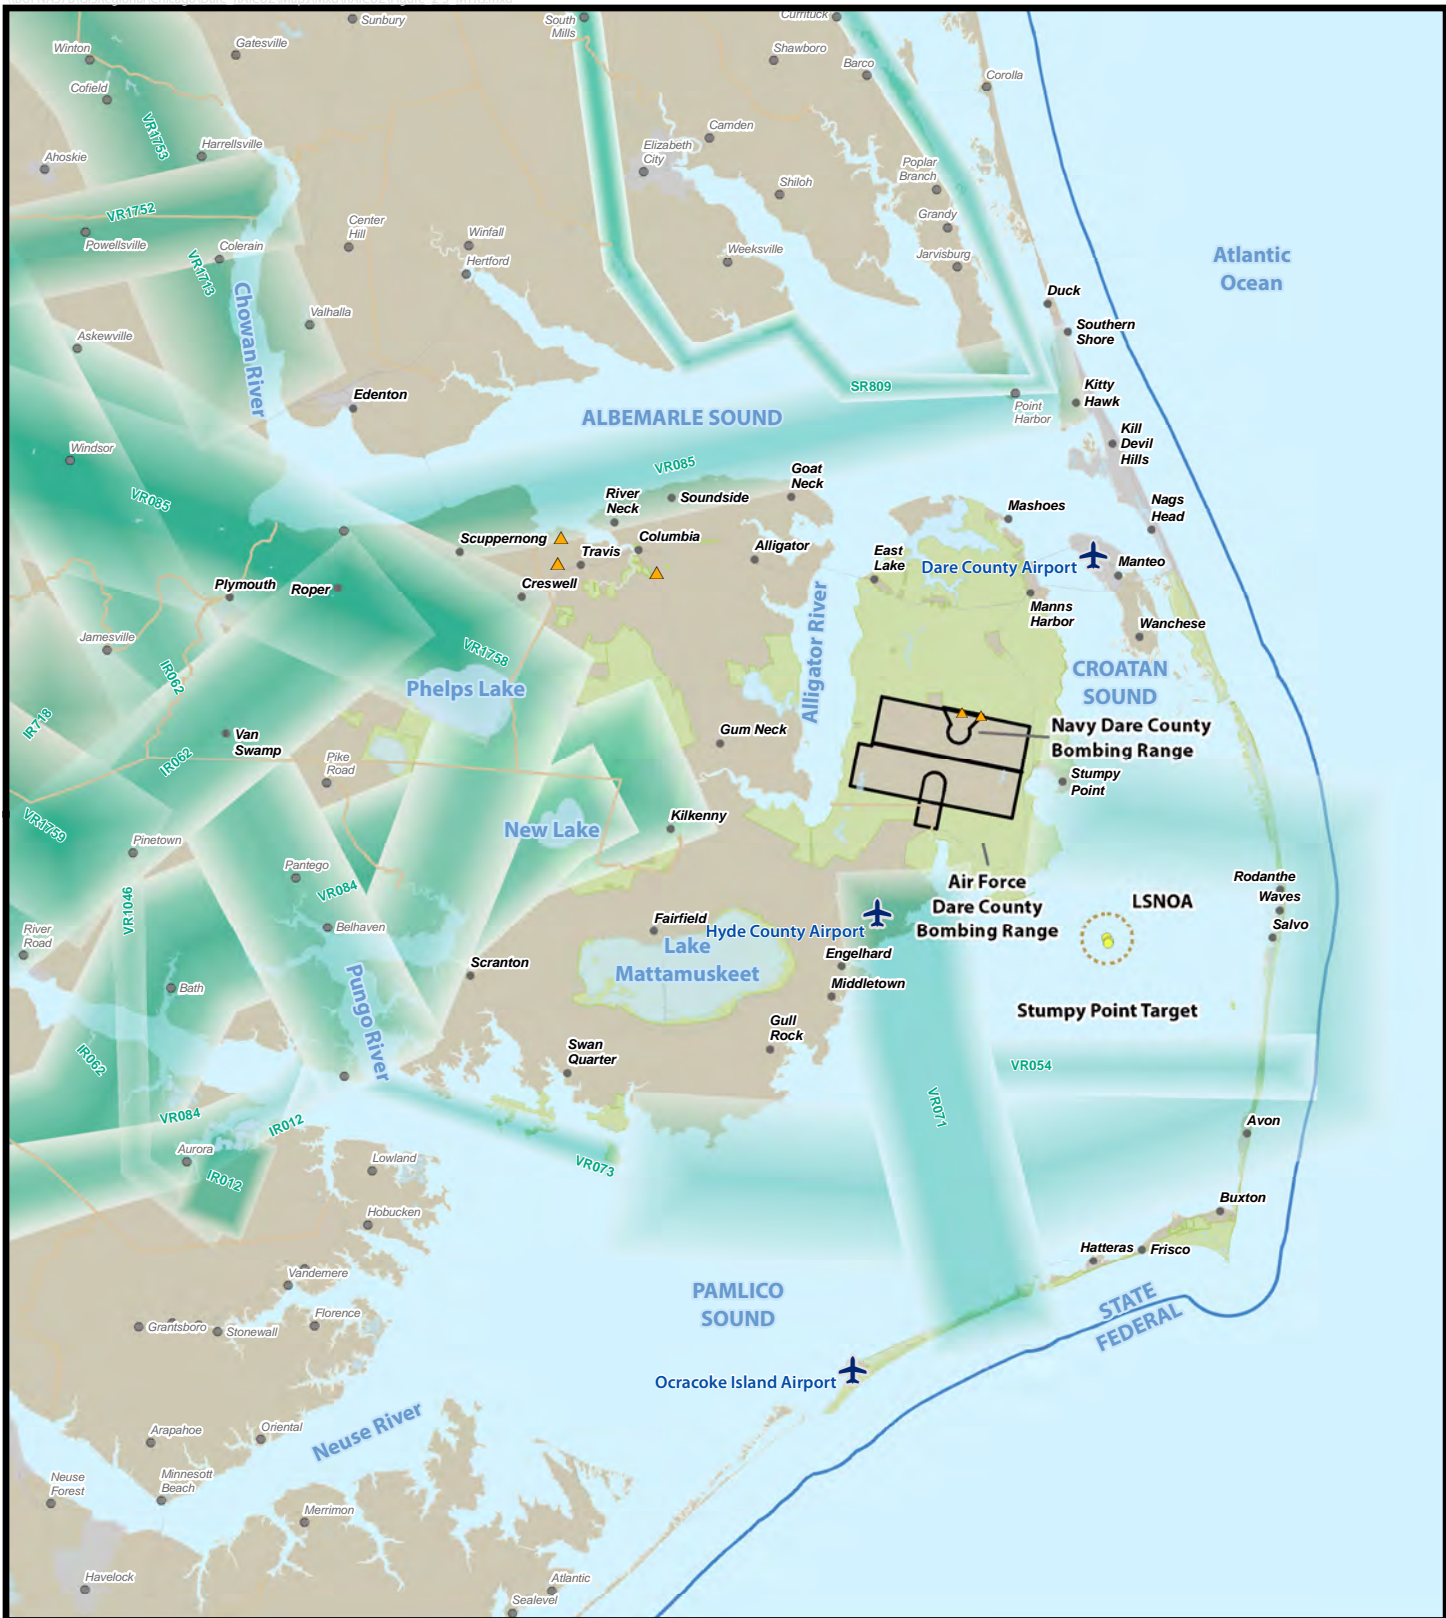 Sunbury
South
Mills
Currituck
Winton
Gatesville
Shawboro
Barco
Corolla
Cofield
VR1753
Harrellsville
Camden
Elizabeth
City
Ahoskie
Poplar
Branch
Shiloh
VR1752
Powellsville
Center
Hill
Winfall
Grandy
Colerain
Weeksville
Jarvisburg
Atlantic
Ocean
VR1713
Hertford
Chowan River
Duck
Valhalla
Southern
Shore
Askewville
Edenton
SR809
Kitty
Hawk
Point
Harbor
ALBEMARLE SOUND
Kill
Devil
Hills
Windsor
VR085
VR085
Goat
Neck
River
Neck
Soundside
Mashoes
Nags
Head
Scuppernong
Columbia
Travis
Alligator
East
Lake
Dare County Airport
Manteo
Plymouth
Roper
Creswell
Manns
Harbor
Wanchese
Jamesville
VR1758
Alligator River
IR062
Phelps Lake
CROATAN
SOUND
IR718
Van
Swamp
Gum Neck
Navy Dare County
Bombing Range
IR062
Pike
Road
Stumpy
Point
VR1759
New Lake
Kilkenny
Pinetown
Pantego
VR084
VR1046
Air Force
Dare County
Bombing Range
Rodanthe
Waves
LSNOA
Salvo
River
Road
Belhaven
Fairfield
Hyde County Airport
Lake
Mattamuskeet
Engelhard
Scranton
Middletown
Bath
Pungo River
Stumpy Point Target
Gull
Rock
Swan
Quarter
IR062
VR054
VR071
VR084
IR012
Avon
Aurora
Lowland
VR073
IR012
Buxton
Hobucken
Hatteras
Frisco
Vandemere
PAMLICO
SOUND
STATE
FEDERAL
Florence
Grantsboro
Stonewall
Ocracoke Island Airport
Neuse River
Arapahoe
Oriental
Neuse
Forest
Minnesott
Beach
Merrimon
Havelock
Atlantic
Sealevel